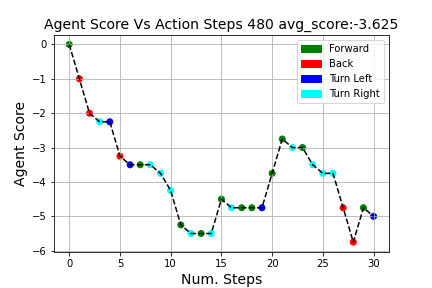 Agent Score Vs Action Steps 480 avg_score:-3.625
Forward
Back
Turn Left
Turn Right
0
−1
−2
−3
−4
−5
−6
Agent Score
0 5 10 15 20 25 30
Num. Steps